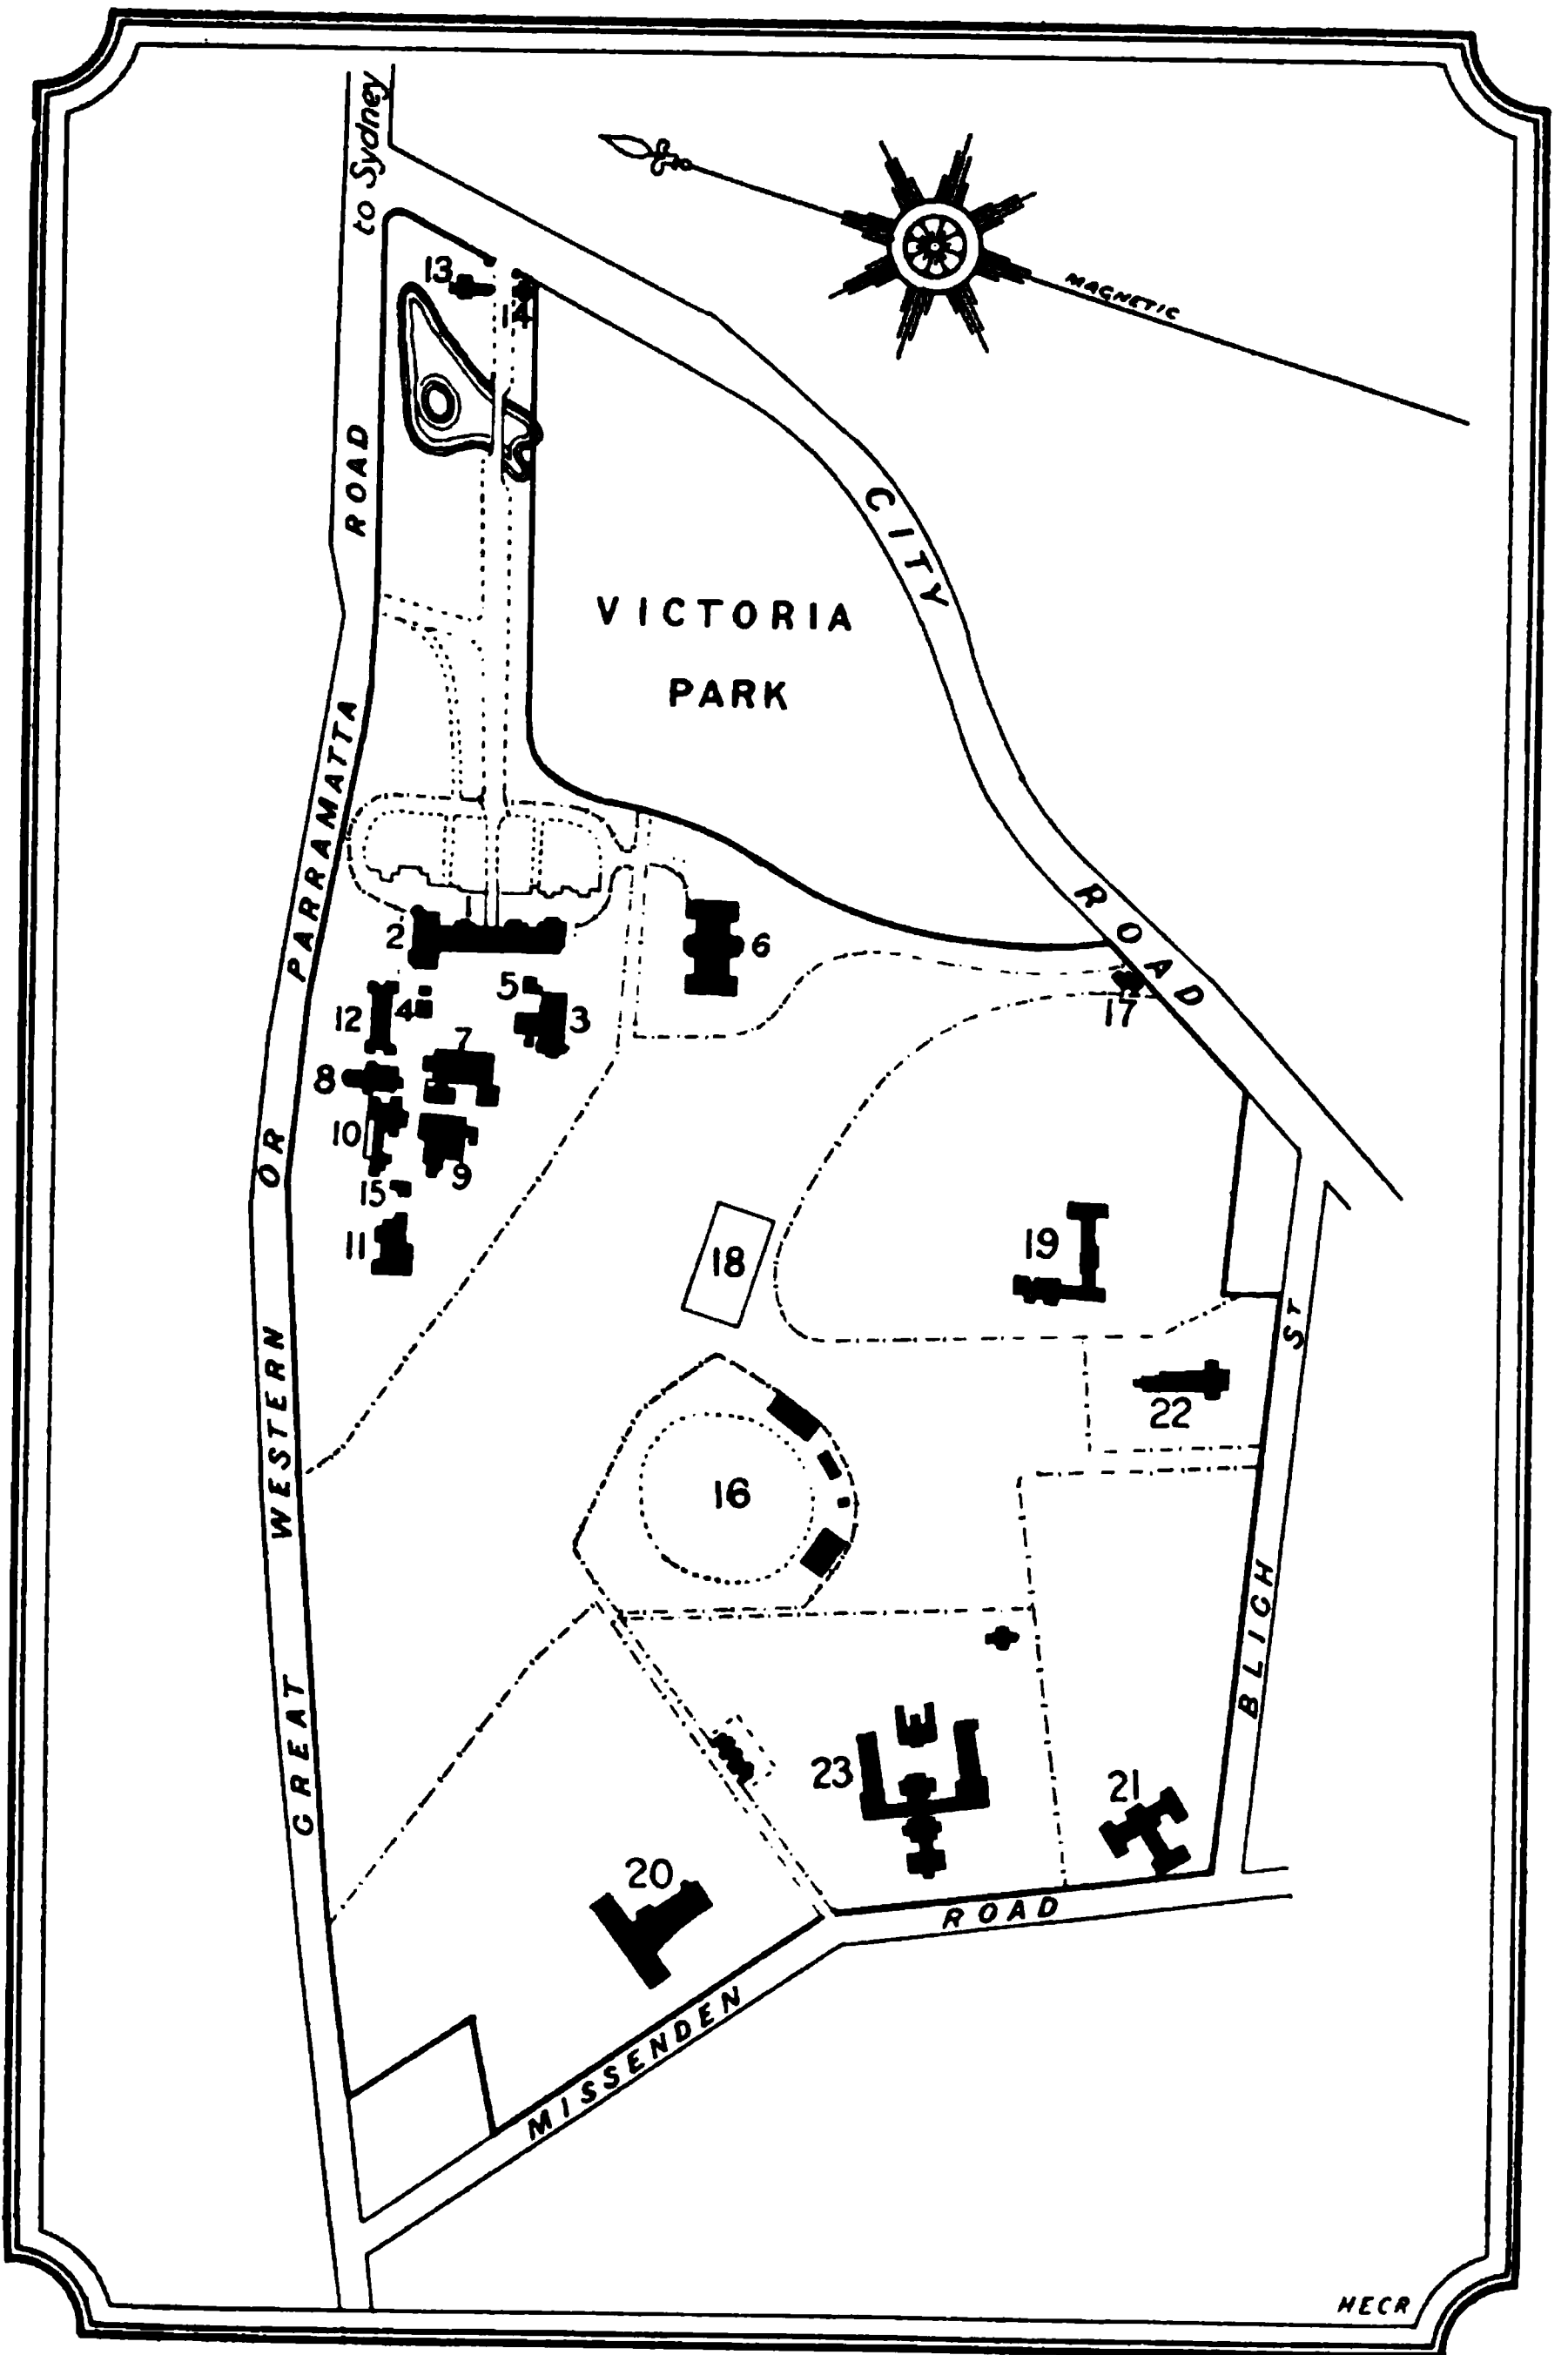 to Sydney
MAGNETIC
13
14
ROAD
CITY
VICTORIA
PARK
GREAT WESTERN OR PARRAMATTA
ROAD
1
2
6
5
12
4
3
17
7
8
10
9
15
11
18
19
ST
22
16
BLIGH
23
21
20
ROAD
MISSENDEN
HECR